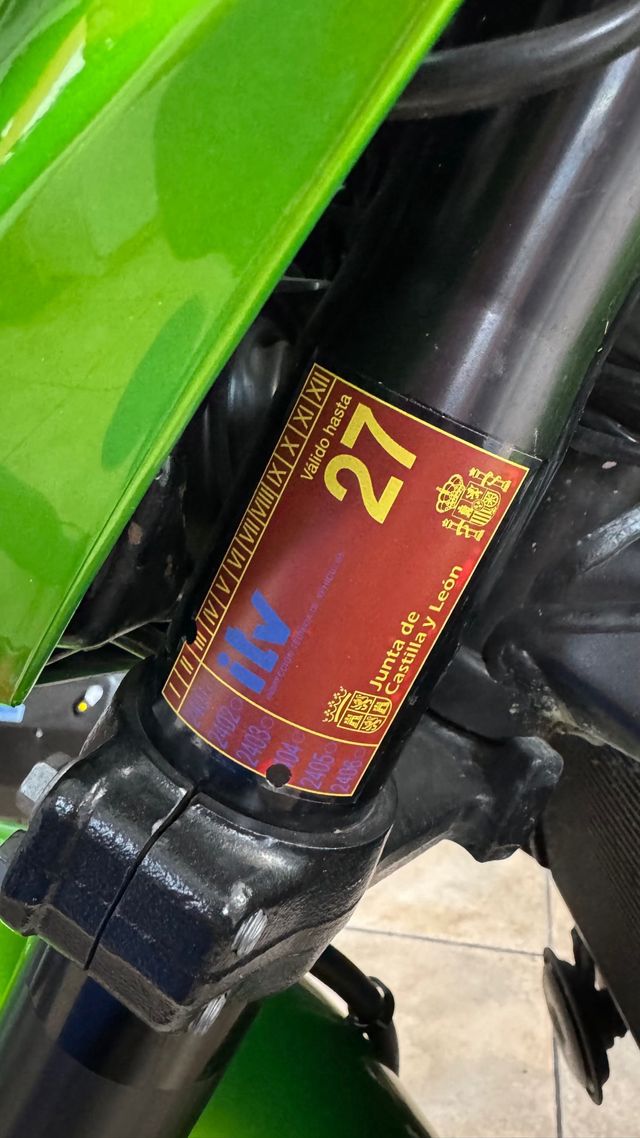 I II III IV V VI VII VIII IX X XI XII
Válido hasta
27
itv
Junta de
Castilla y León
2402
2403
2405
2406